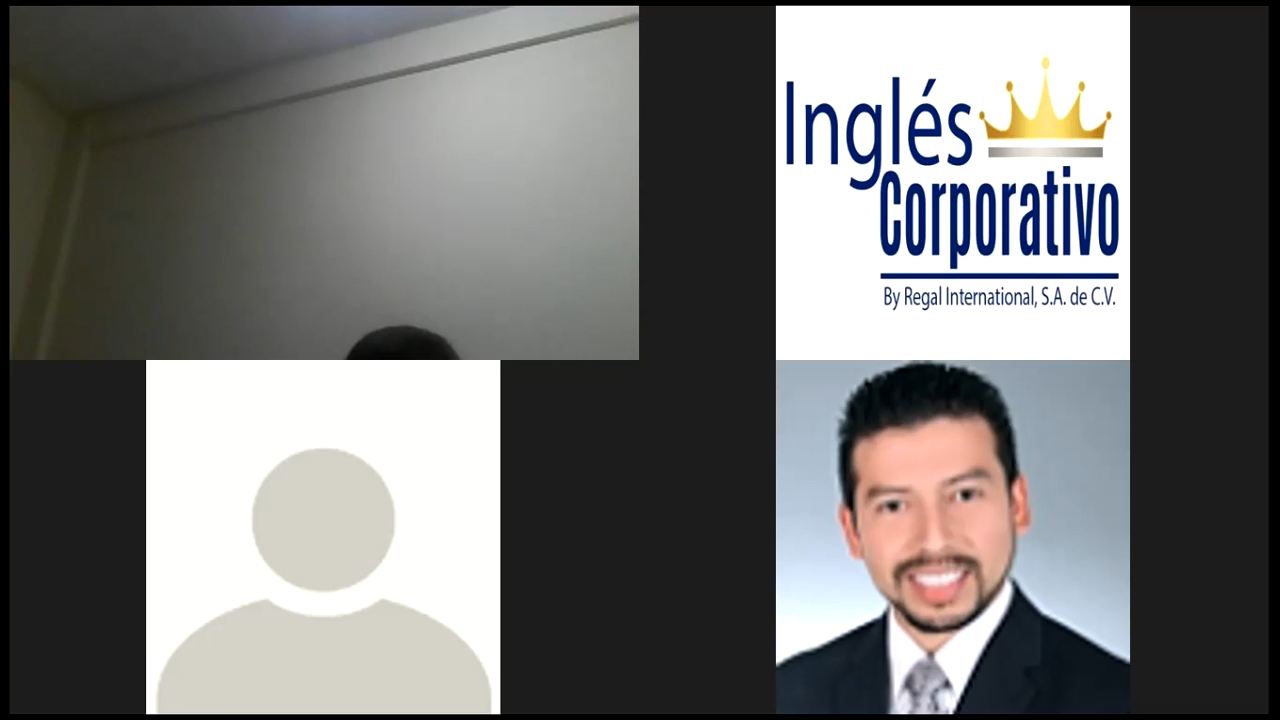 Inglés
Corporativo
By Regal International, S.A. de C.V.